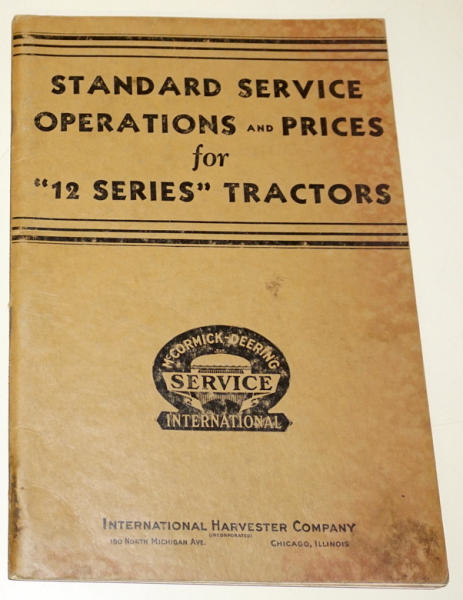 STANDARD SERVICE
OPERATIONS AND PRICES
for
"12 SERIES" TRACTORS
McCORMICK-DEERING
SERVICE
INTERNATIONAL
INTERNATIONAL HARVESTER COMPANY
(INCORPORATED)
180 NORTH MICHIGAN AVE. CHICAGO, ILLINOIS